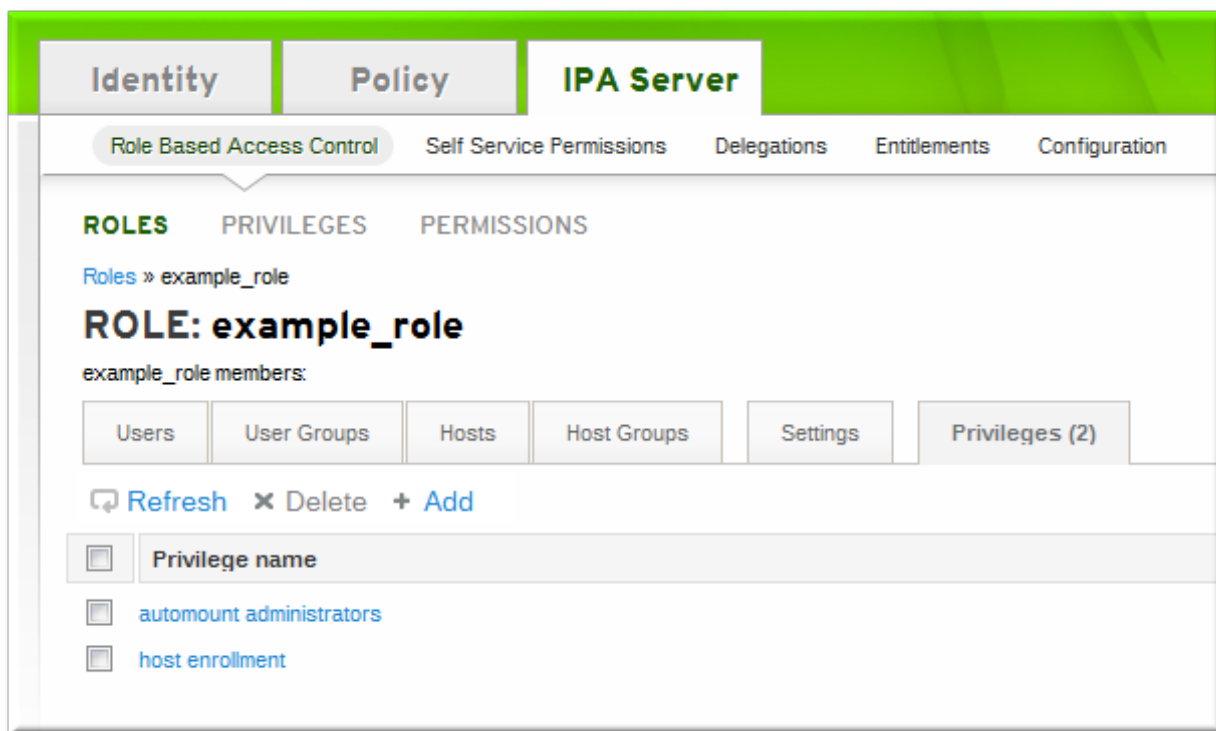 Identity Policy IPA Server
Role Based Access Control Self Service Permissions Delegations Entitlements Configuration
ROLES PRIVILEGES PERMISSIONS
Roles » example_role
ROLE: example_role
example_role members:
Users User Groups Hosts Host Groups Settings Privileges (2)
Refresh Delete + Add
Privilege name
automount administrators
host enrollment